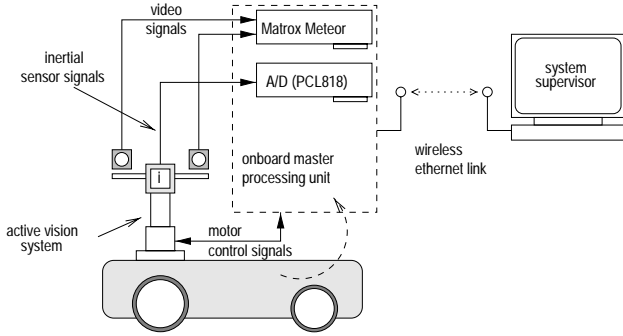 video
signals
Matrox Meteor
inertial
sensor signals
A/D (PCL818)
system
supervisor
wireless
ethernet link
onboard master
processing unit
i
active vision
system
motor
control signals